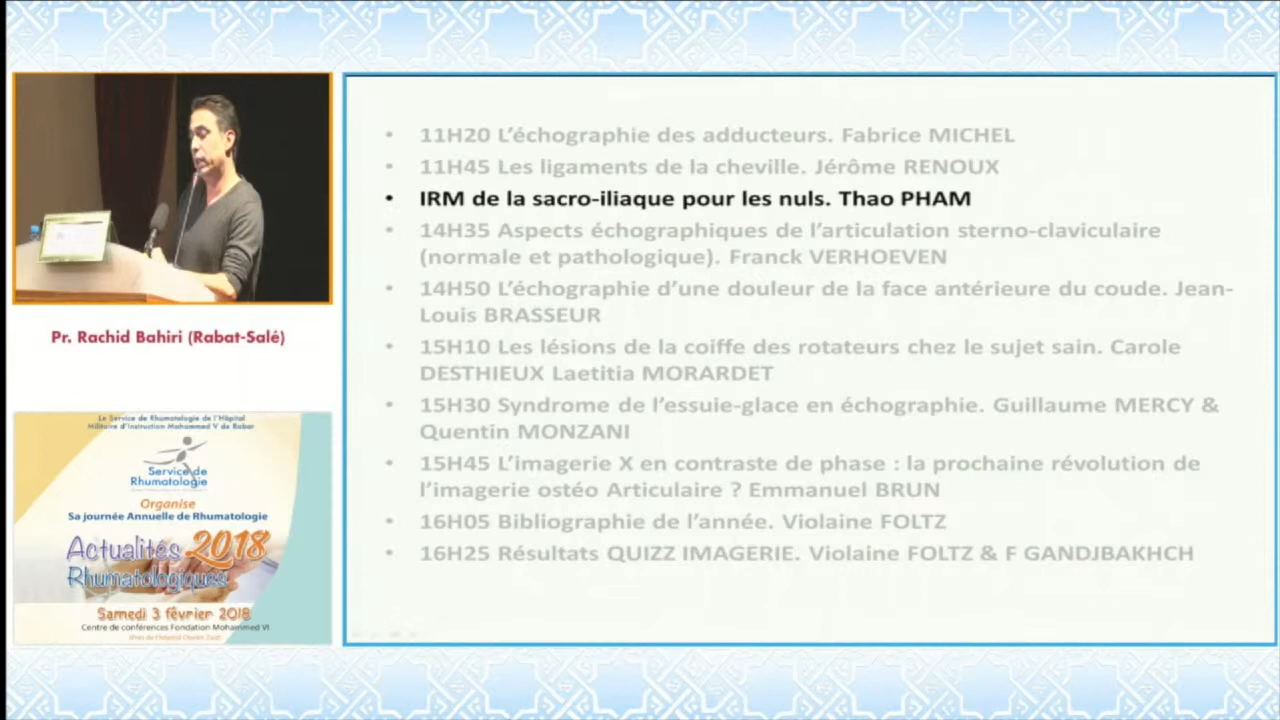 Pr. Rachid Bahiri (Rabat-Salé)
Le Service de Rhumatologie de l'Hôpital
Militaire d'Instruction Mohammed V de Rabat
Service de
Rhumatologie
Organise
Sa journée Annuelle de Rhumatologie
Actualités 2018
Rhumatologiques
Samedi 3 février 2018
Centre de conférences Fondation Mohammed VI
• 11H20 L'échographie des adducteurs. Fabrice MICHEL
• 11H45 Les ligaments de la cheville. Jérôme RENOUX
• IRM de la sacro-iliaque pour les nuls. Thao PHAM
• 14H35 Aspects échographiques de l'articulation sterno-claviculaire
(normale et pathologique). Franck VERHOEVEN
• 14H50 L'échographie d'une douleur de la face antérieure du coude. Jean-
Louis BRASSEUR
• 15H10 Les lésions de la coiffe des rotateurs chez le sujet sain. Carole
DESTHIEUX Laetitia MORARDET
• 15H30 Syndrome de l'essuie-glace en échographie. Guillaume MERCY &
Quentin MONZANI
• 15H45 L'imagerie X en contraste de phase : la prochaine révolution de
l'imagerie ostéo Articulaire ? Emmanuel BRUN
• 16H05 Bibliographie de l'année. Violaine FOLTZ
• 16H25 Résultats QUIZZ IMAGERIE. Violaine FOLTZ & F GANDJBAKHCH